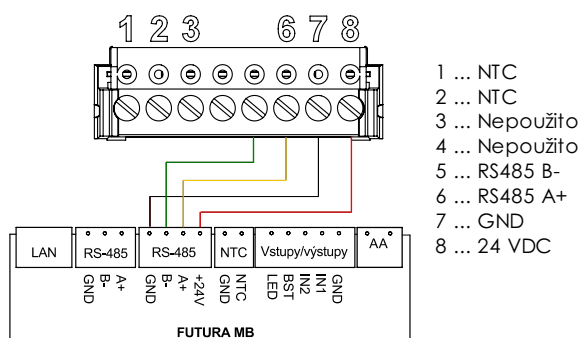 1 2 3 6 7 8
1 ... NTC
2 ... NTC
3 ... Nepoužito
4 ... Nepoužito
5 ... RS485 B-
6 ... RS485 A+
7 ... GND
8 ... 24 VDC
LAN RS-485 RS-485 NTC Vstupy/výstupy AA
GND B- A+ GND B- A+ +24V GND NTC LED BST IN2 IN1 GND
FUTURA MB